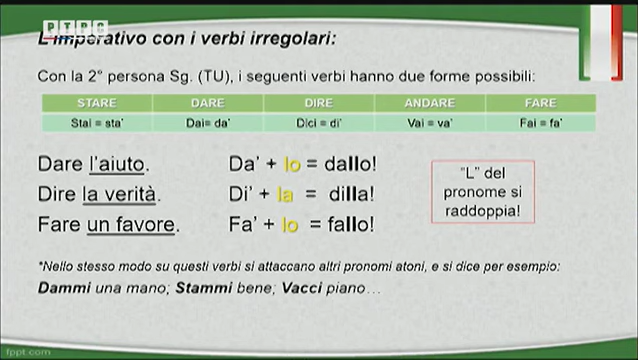 РТРС
L'imperativo con i verbi irregolari:
Con la 2° persona Sg. (TU), i seguenti verbi hanno due forme possibili:
STARE DARE DIRE ANDARE FARE
Stai = sta' Dai= da' Dici = di' Vai = va' Fai = fa'
Dare l'aiuto. Da' + lo = dallo!
Dire la verità. Di' + la = dilla!
Fare un favore. Fa' + lo = fallo!
"L" del
pronome si
raddoppia!
*Nello stesso modo su questi verbi si attaccano altri pronomi atoni, e si dice per esempio:
Dammi una mano; Stammi bene; Vacci piano…
fppt.com